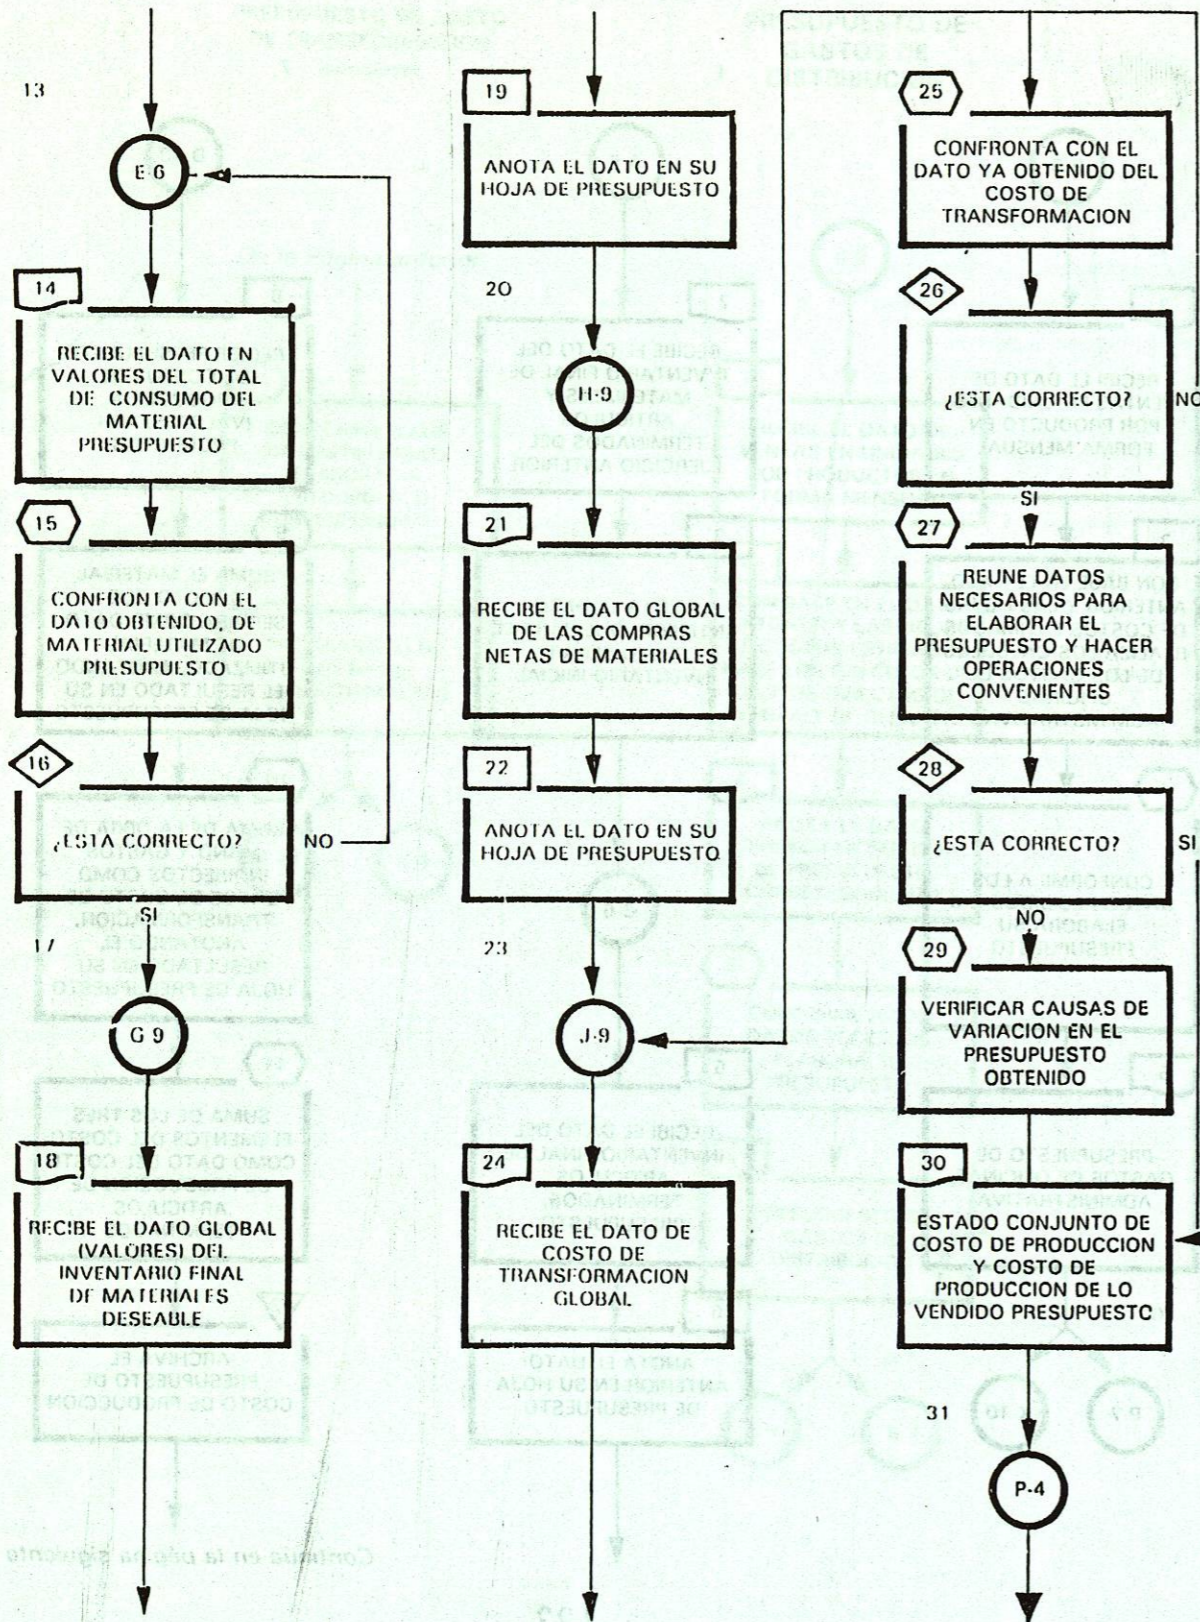 13
E-6
14
RECIBE EL DATO EN
VALORES DEL TOTAL
DE CONSUMO DEL
MATERIAL
PRESUPUESTO
15
CONFRONTA CON EL
DATO OBTENIDO, DE
MATERIAL UTILIZADO
PRESUPUESTO
16
¿ESTA CORRECTO?
NO
SI
17
G-9
18
RECIBE EL DATO GLOBAL
(VALORES) DEL
INVENTARIO FINAL
DE MATERIALES
DESEABLE
19
ANOTA EL DATO EN SU
HOJA DE PRESUPUESTO
20
H-9
21
RECIBE EL DATO GLOBAL
DE LAS COMPRAS
NETAS DE MATERIALES
22
ANOTA EL DATO EN SU
HOJA DE PRESUPUESTO
23
J-9
24
RECIBE EL DATO DE
COSTO DE
TRANSFORMACION
GLOBAL
25
CONFRONTA CON EL
DATO YA OBTENIDO DEL
COSTO DE
TRANSFORMACION
26
¿ESTA CORRECTO?
NO
SI
27
REUNE DATOS
NECESARIOS PARA
ELABORAR EL
PRESUPUESTO Y HACER
OPERACIONES
CONVENIENTES
28
¿ESTA CORRECTO?
SI
NO
29
VERIFICAR CAUSAS DE
VARIACION EN EL
PRESUPUESTO
OBTENIDO
30
ESTADO CONJUNTO DE
COSTO DE PRODUCCION
Y COSTO DE
PRODUCCION DE LO
VENDIDO PRESUPUESTO
31
P-4